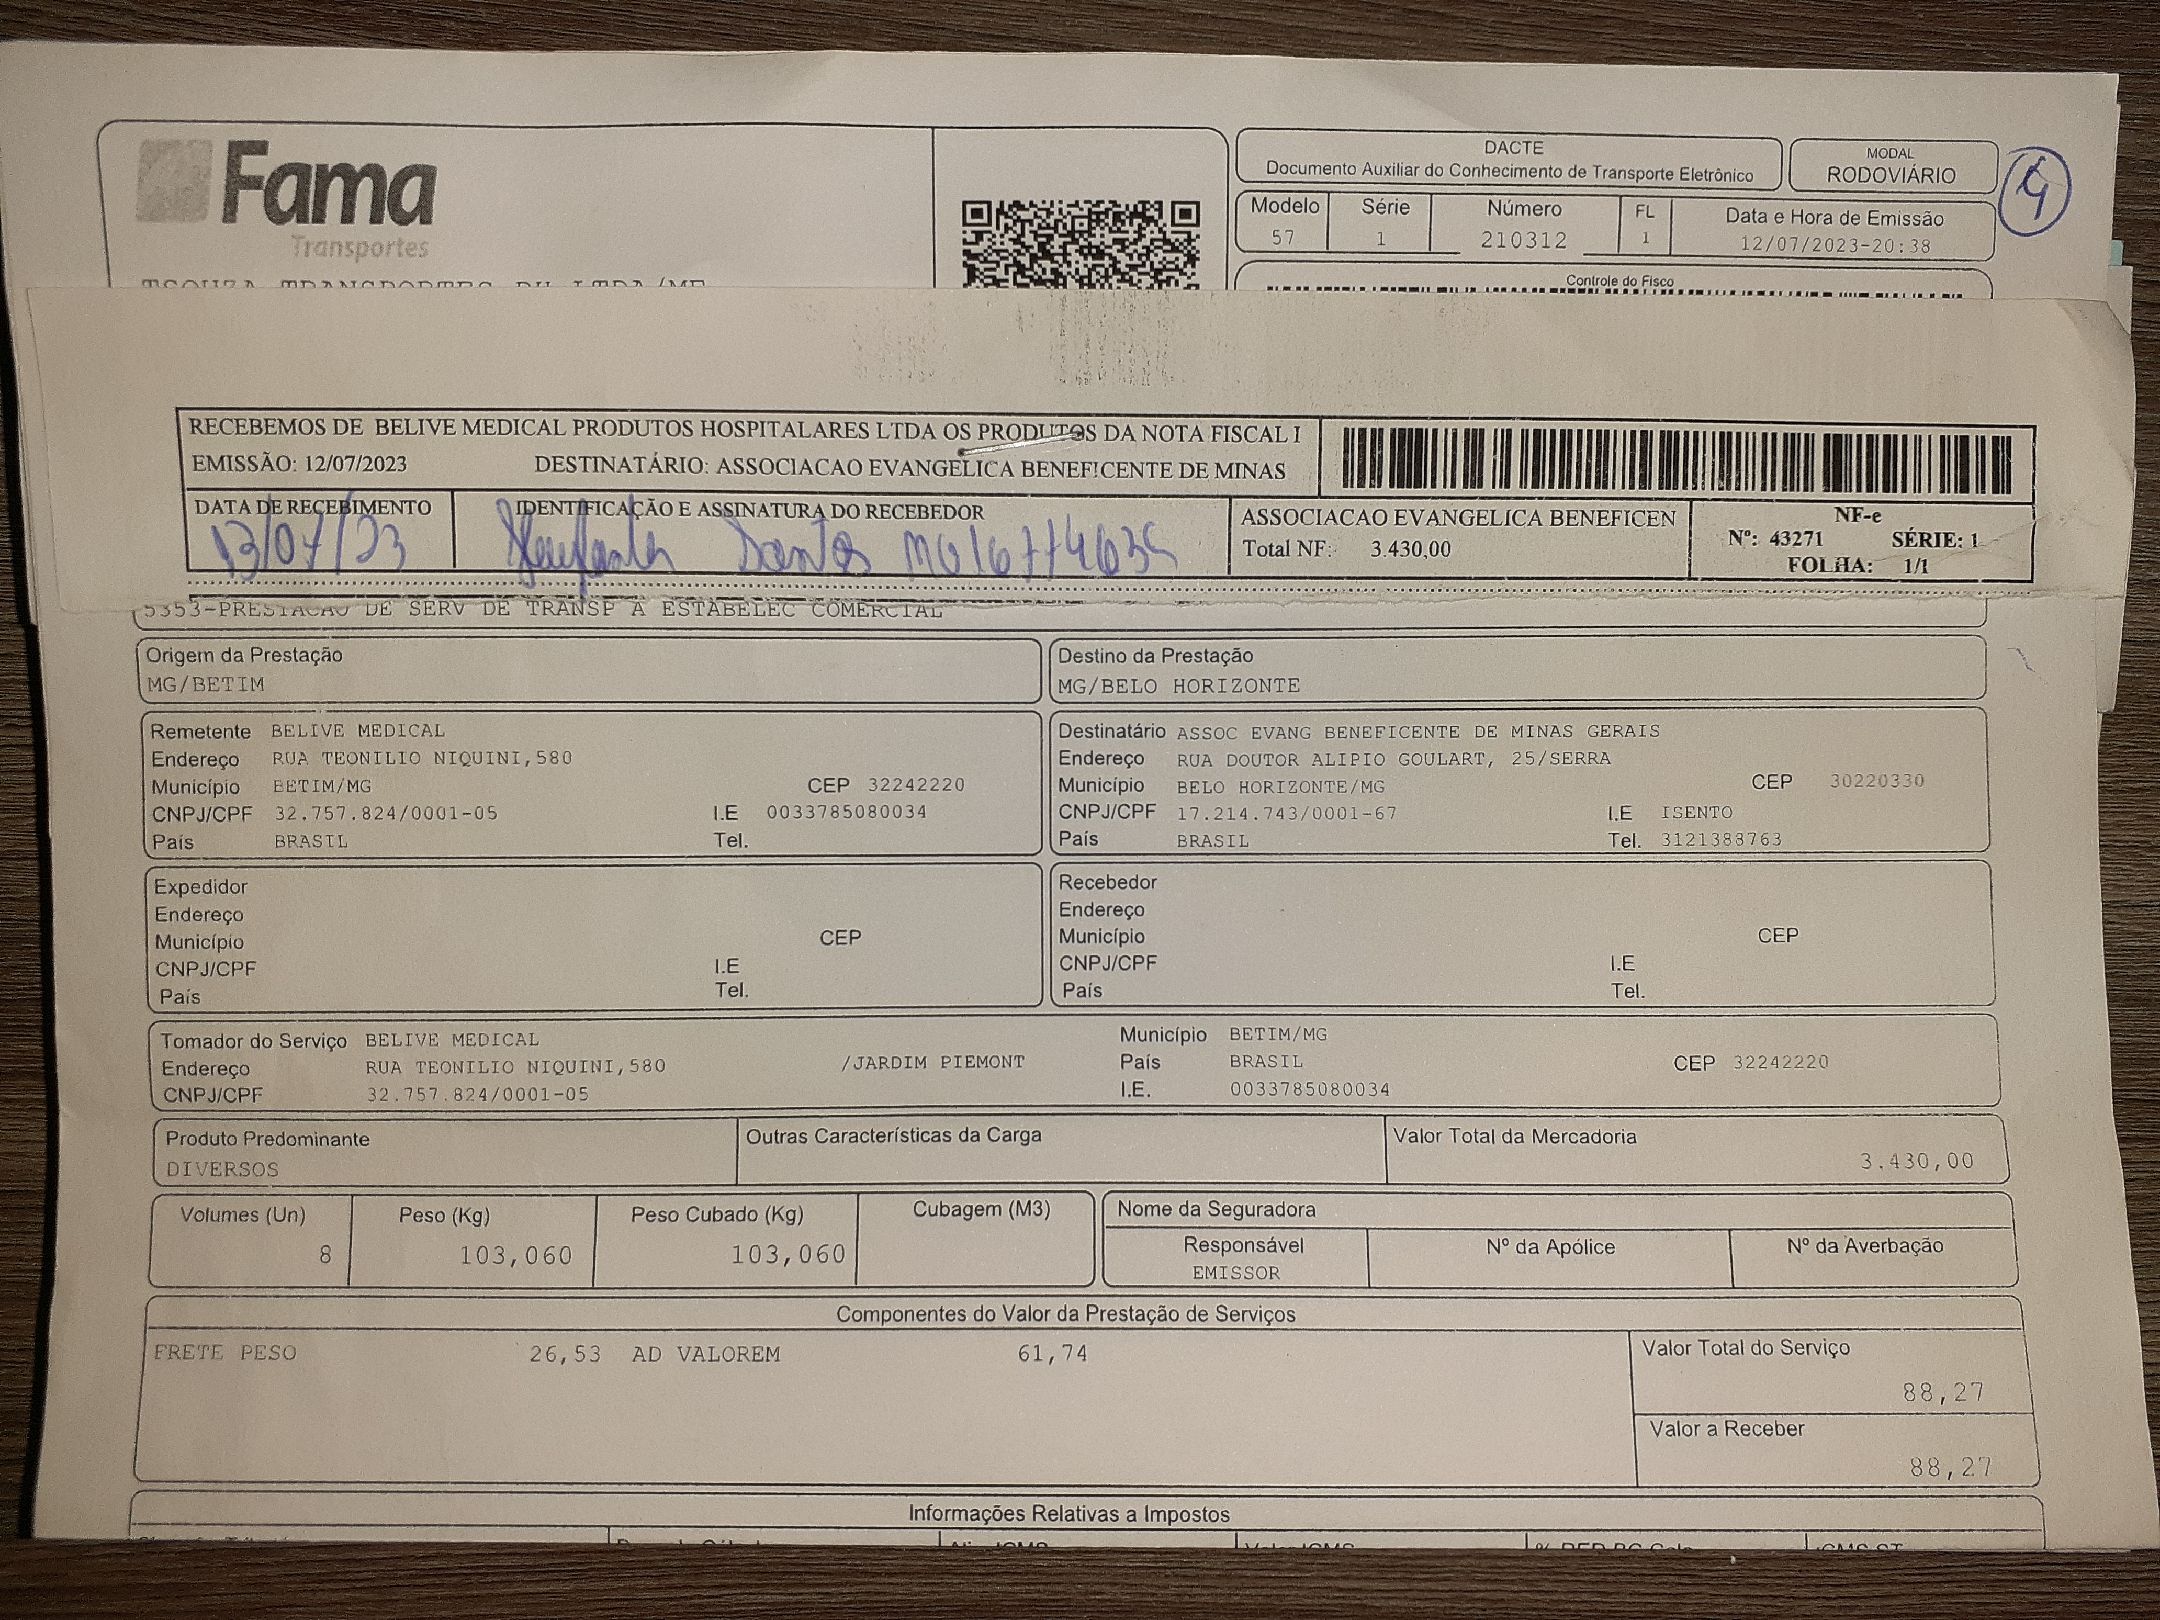 Fama
Transportes
DACTE
Documento Auxiliar do Conhecimento de Transporte Eletrônico
MODAL
RODOVIÁRIO
Modelo Série Número FL Data e Hora de Emissão
57 1 210312 1 12/07/2023-20:38
Controle do Fisco
RECEBEMOS DE BELIVE MEDICAL PRODUTOS HOSPITALARES LTDA OS PRODUTOS DA NOTA FISCAL I
EMISSÃO: 12/07/2023 DESTINATÁRIO: ASSOCIACAO EVANGELICA BENEFICENTE DE MINAS
DATA DE RECEBIMENTO IDENTIFICAÇÃO E ASSINATURA DO RECEBEDOR
13/07/23 Santos
ASSOCIACAO EVANGELICA BENEFICEN
Total NF: 3.430,00
NF-e
Nº: 43271 SÉRIE: 1
FOLHA: 1/1
5353-PRESTACAO DE SERV DE TRANSP A ESTABELEC COMERCIAL
Origem da Prestação
MG/BETIM
Destino da Prestação
MG/BELO HORIZONTE
Remetente BELIVE MEDICAL
Endereço RUA TEONILIO NIQUINI,580
Município BETIM/MG CEP 32242220
CNPJ/CPF 32.757.824/0001-05 I.E 0033785080034
País BRASIL Tel.
Destinatário ASSOC EVANG BENEFICENTE DE MINAS GERAIS
Endereço RUA DOUTOR ALIPIO GOULART, 25/SERRA
Município BELO HORIZONTE/MG CEP 30220330
CNPJ/CPF 17.214.743/0001-67 I.E ISENTO
País BRASIL Tel. 3121388763
Expedidor
Endereço
Município CEP
CNPJ/CPF I.E
País Tel.
Recebedor
Endereço
Município CEP
CNPJ/CPF I.E
País Tel.
Tomador do Serviço BELIVE MEDICAL Município BETIM/MG
Endereço RUA TEONILIO NIQUINI,580 /JARDIM PIEMONT País BRASIL CEP 32242220
CNPJ/CPF 32.757.824/0001-05 I.E. 0033785080034
Produto Predominante Outras Características da Carga Valor Total da Mercadoria
DIVERSOS 3.430,00
Volumes (Un) Peso (Kg) Peso Cubado (Kg) Cubagem (M3)
8 103,060 103,060
Nome da Seguradora
Responsável Nº da Apólice Nº da Averbação
EMISSOR
Componentes do Valor da Prestação de Serviços
FRETE PESO 26,53 AD VALOREM 61,74
Valor Total do Serviço
88,27
Valor a Receber
88,27
Informações Relativas a Impostos